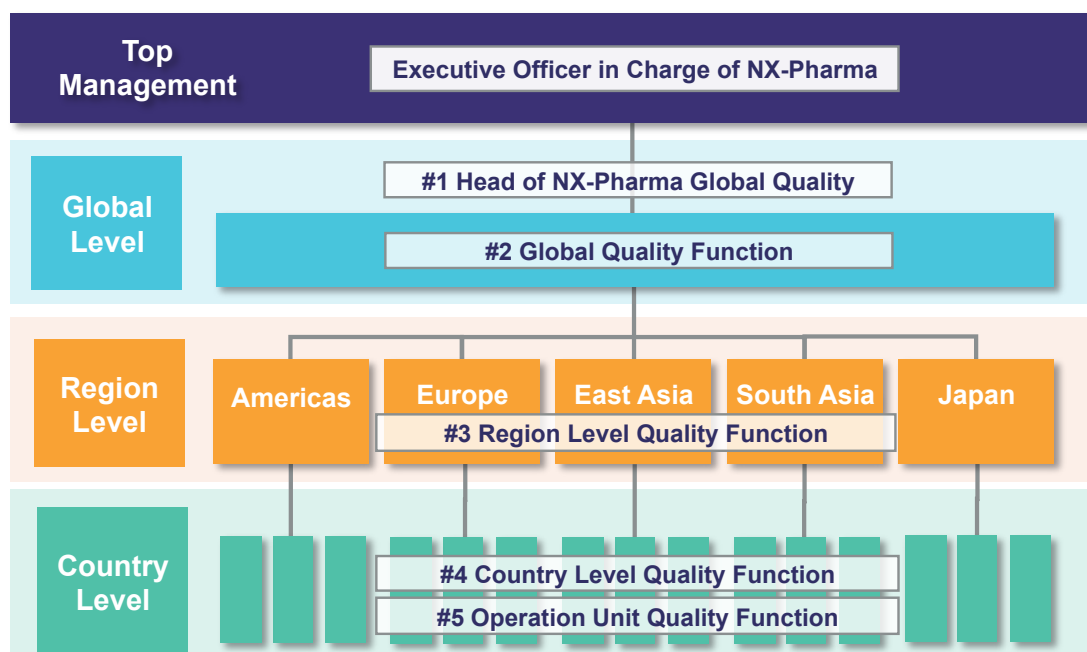 Top
Management
Executive Officer in Charge of NX-Pharma
Global
Level
#1 Head of NX-Pharma Global Quality
#2 Global Quality Function
Region
Level
Americas
Europe
East Asia
South Asia
Japan
#3 Region Level Quality Function
Country
Level
#4 Country Level Quality Function
#5 Operation Unit Quality Function